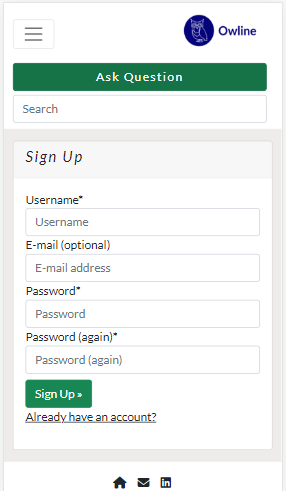 Owline
Ask Question
Search
Sign Up
Username*
Username
E-mail (optional)
E-mail address
Password*
Password
Password (again)*
Password (again)
Sign Up »
Already have an account?